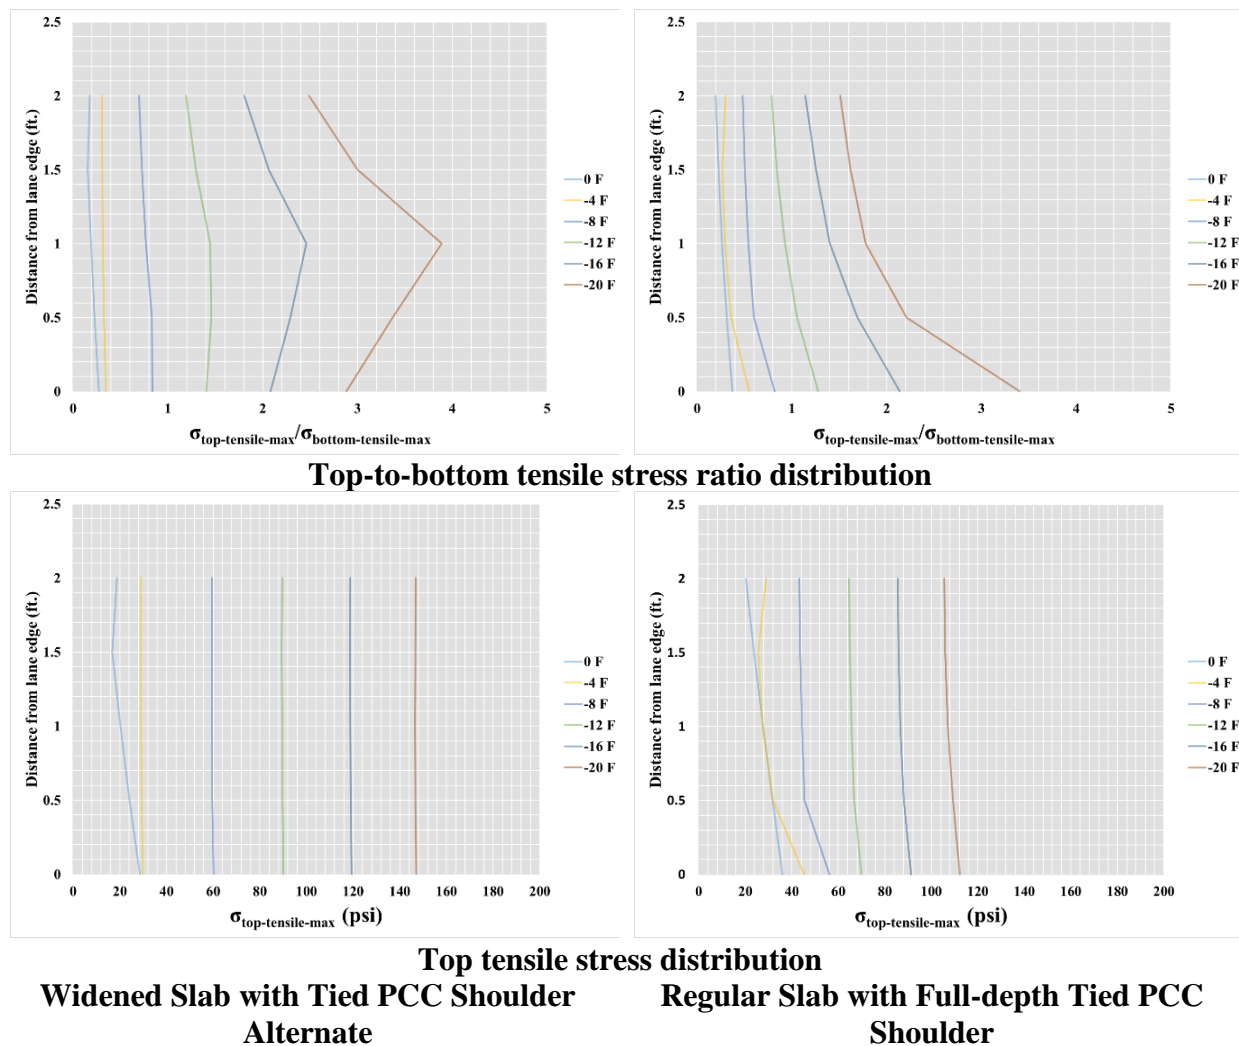 2.5
2
1.5
1
0.5
0
Distance from lane edge (ft.)
0 1 2 3 4 5
σtop-tensile-max/σbottom-tensile-max
0 F
-4 F
-8 F
-12 F
-16 F
-20 F
2.5
2
1.5
1
0.5
0
Distance from lane edge (ft.)
0 1 2 3 4 5
σtop-tensile-max/σbottom-tensile-max
0 F
-4 F
-8 F
-12 F
-16 F
-20 F
Top-to-bottom tensile stress ratio distribution
2.5
2
1.5
1
0.5
0
Distance from lane edge (ft.)
0 20 40 60 80 100 120 140 160 180 200
σtop-tensile-max (psi)
0 F
-4 F
-8 F
-12 F
-16 F
-20 F
2.5
2
1.5
1
0.5
0
Distance from lane edge (ft.)
0 20 40 60 80 100 120 140 160 180 200
σtop-tensile-max (psi)
0 F
-4 F
-8 F
-12 F
-16 F
-20 F
Top tensile stress distribution
Widened Slab with Tied PCC Shoulder
Alternate
Regular Slab with Full-depth Tied PCC
Shoulder